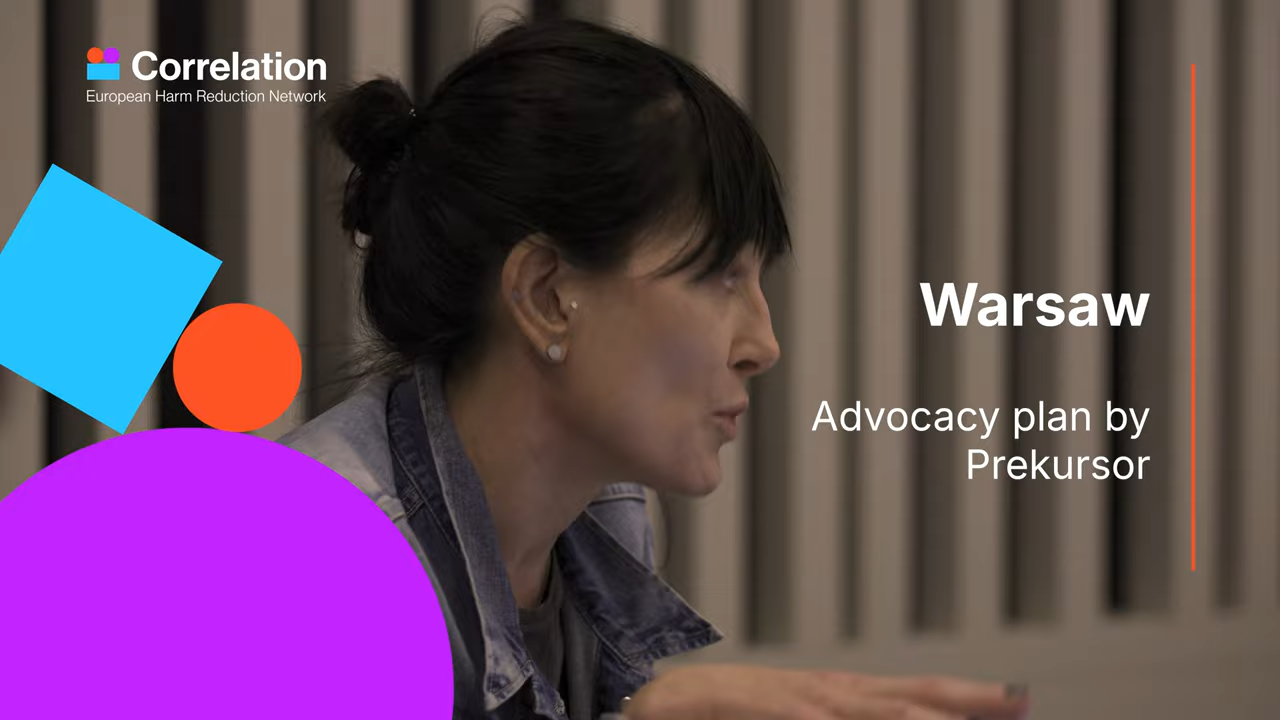 Correlation
European Harm Reduction Network
Warsaw
Advocacy plan by
Prekursor